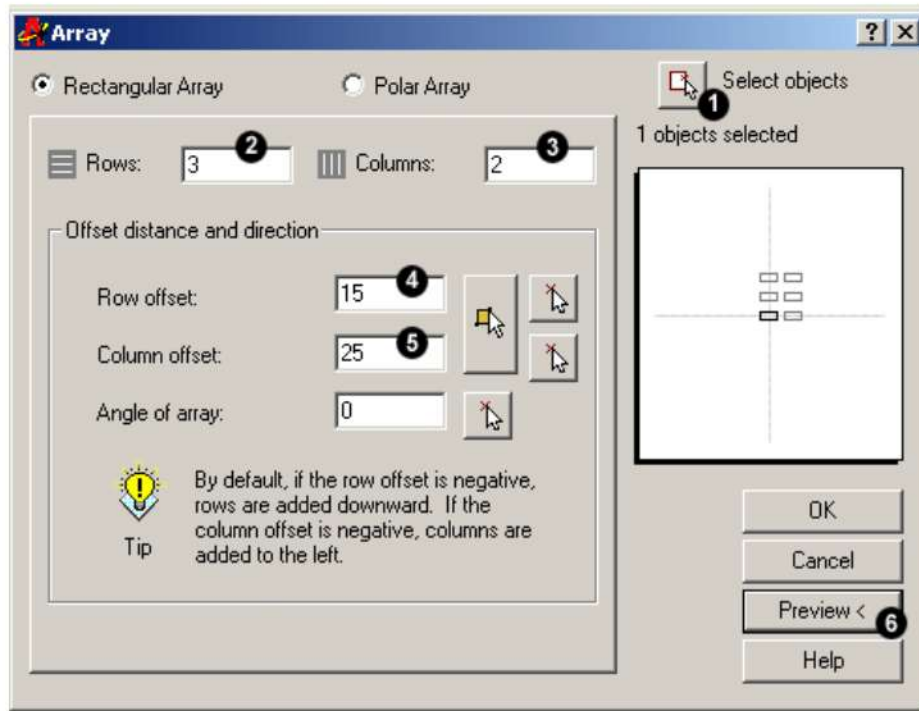 Array
Rectangular Array
Polar Array
Select objects
1
1 objects selected
Rows:
3
2
Columns:
2
3
Offset distance and direction
Row offset:
15
4
Column offset:
25
5
Angle of array:
0
Tip
By default, if the row offset is negative,
rows are added downward. If the
column offset is negative, columns are
added to the left.
OK
Cancel
Preview <
6
Help